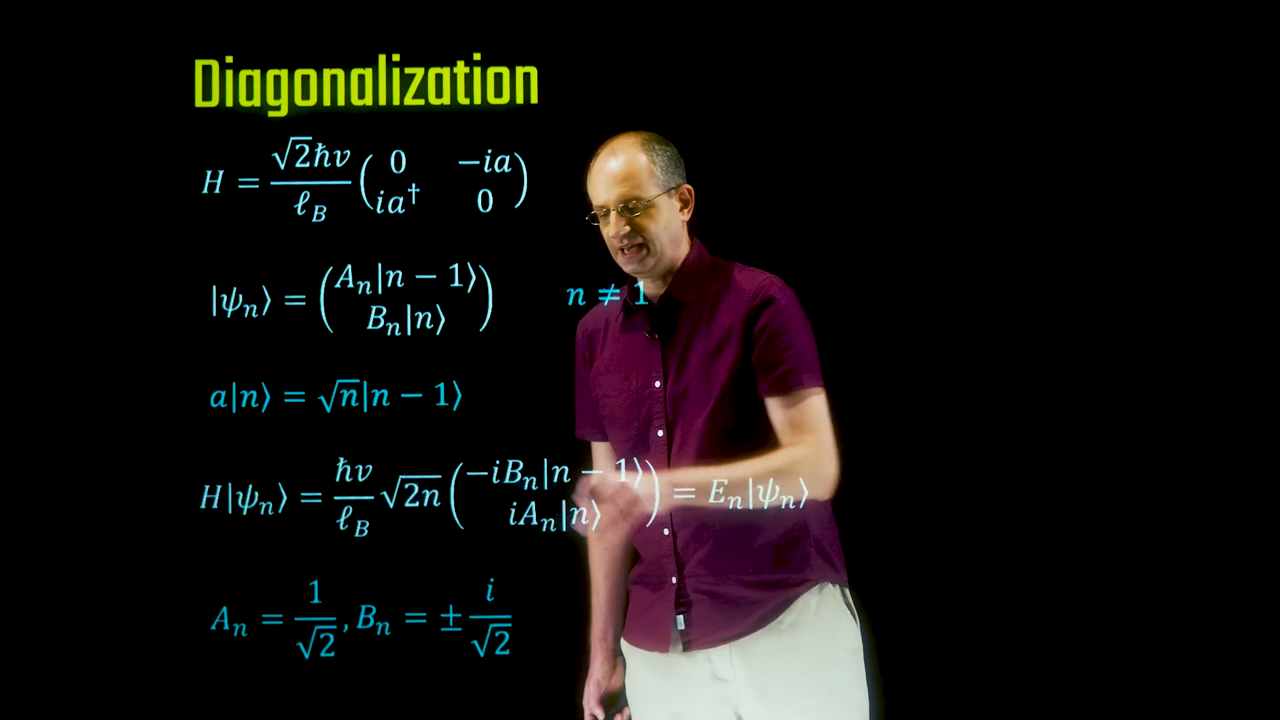 Diagonalization
H = √2ħv/ℓ_B (0 −ia
ia† 0)
|ψ_n⟩ = (A_n|n − 1⟩
B_n|n⟩) n ≠ 1
a|n⟩ = √n|n − 1⟩
H|ψ_n⟩ = ħv/ℓ_B √2n (−iB_n|n − 1⟩
iA_n|n⟩) = E_n|ψ_n⟩
A_n = 1/√2, B_n = ± i/√2